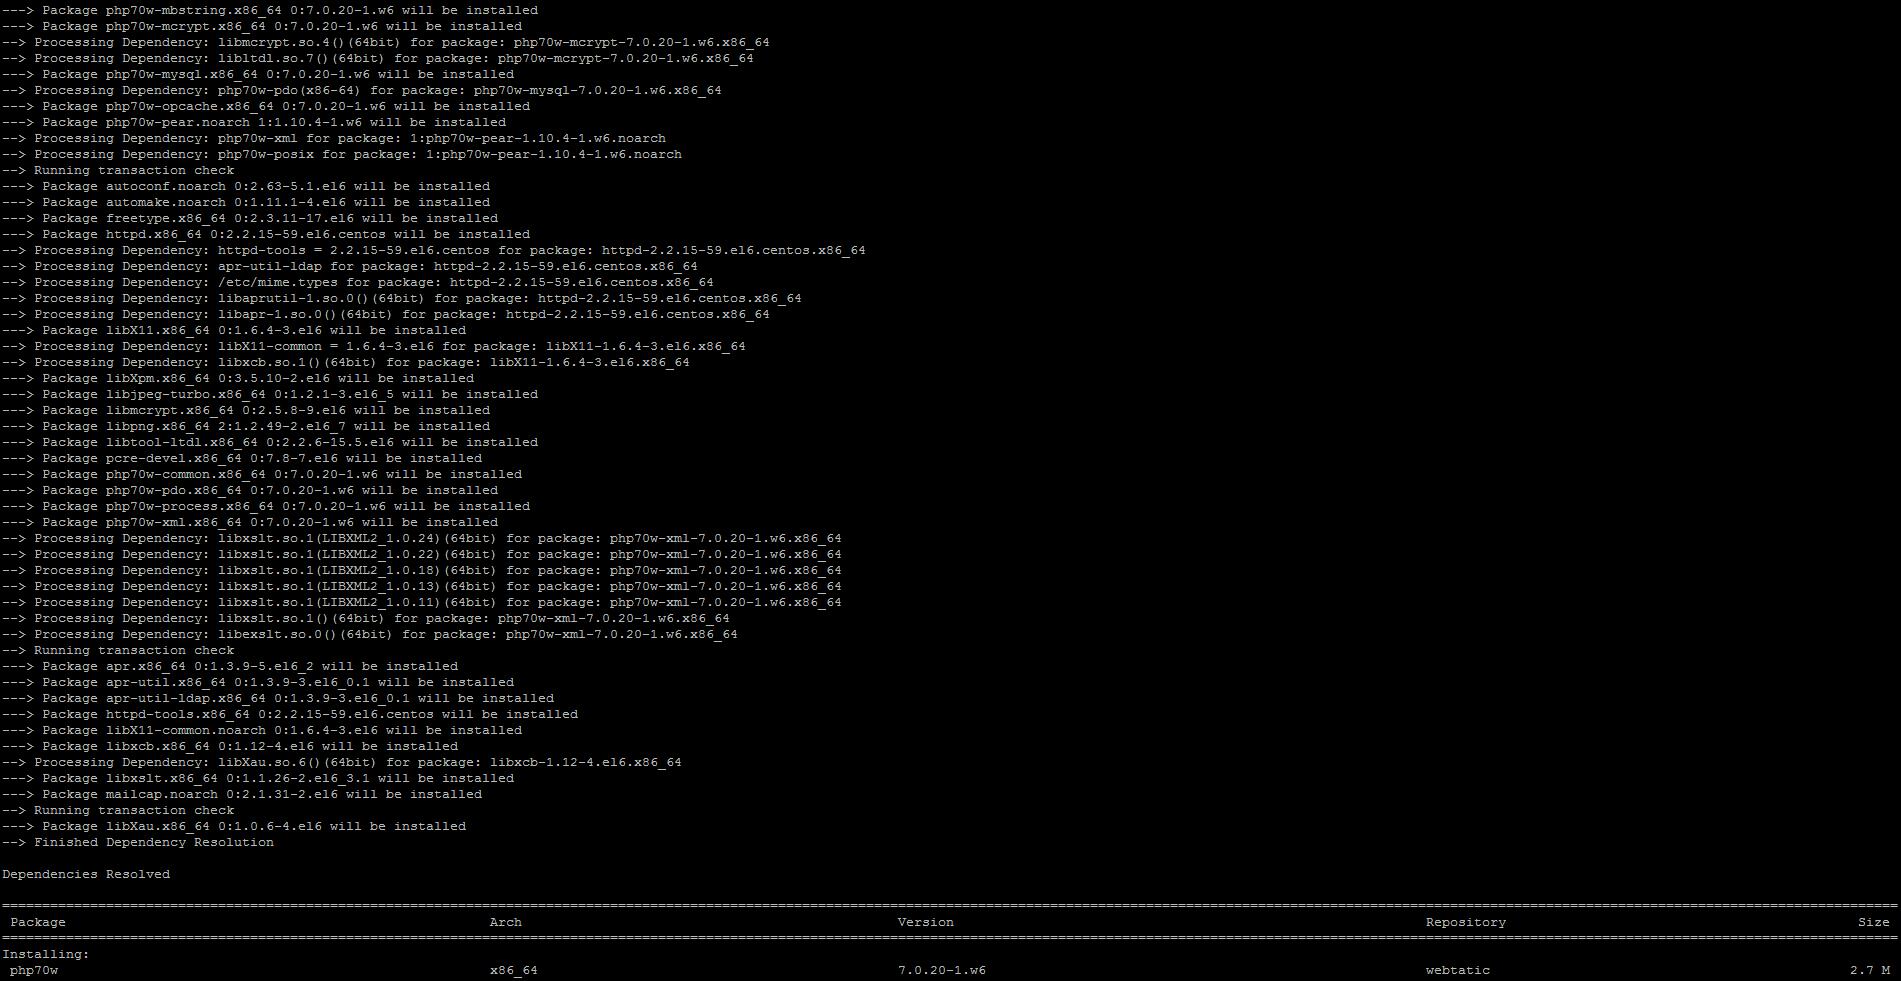 ---> Package php70w-mbstring.x86_64 0:7.0.20-1.w6 will be installed
---> Package php70w-mcrypt.x86_64 0:7.0.20-1.w6 will be installed
--> Processing Dependency: libmcrypt.so.4()(64bit) for package: php70w-mcrypt-7.0.20-1.w6.x86_64
--> Processing Dependency: libltdl.so.7()(64bit) for package: php70w-mcrypt-7.0.20-1.w6.x86_64
---> Package php70w-mysql.x86_64 0:7.0.20-1.w6 will be installed
--> Processing Dependency: php70w-pdo(x86-64) for package: php70w-mysql-7.0.20-1.w6.x86_64
---> Package php70w-opcache.x86_64 0:7.0.20-1.w6 will be installed
---> Package php70w-pear.noarch 1:1.10.4-1.w6 will be installed
--> Processing Dependency: php70w-xml for package: 1:php70w-pear-1.10.4-1.w6.noarch
--> Processing Dependency: php70w-posix for package: 1:php70w-pear-1.10.4-1.w6.noarch
--> Running transaction check
---> Package autoconf.noarch 0:2.63-5.1.el6 will be installed
---> Package automake.noarch 0:1.11.1-4.el6 will be installed
---> Package freetype.x86_64 0:2.3.11-17.el6 will be installed
---> Package httpd.x86_64 0:2.2.15-59.el6.centos will be installed
--> Processing Dependency: httpd-tools = 2.2.15-59.el6.centos for package: httpd-2.2.15-59.el6.centos.x86_64
--> Processing Dependency: apr-util-ldap for package: httpd-2.2.15-59.el6.centos.x86_64
--> Processing Dependency: /etc/mime.types for package: httpd-2.2.15-59.el6.centos.x86_64
--> Processing Dependency: libaprutil-1.so.0()(64bit) for package: httpd-2.2.15-59.el6.centos.x86_64
--> Processing Dependency: libapr-1.so.0()(64bit) for package: httpd-2.2.15-59.el6.centos.x86_64
---> Package libX11.x86_64 0:1.6.4-3.el6 will be installed
--> Processing Dependency: libX11-common = 1.6.4-3.el6 for package: libX11-1.6.4-3.el6.x86_64
--> Processing Dependency: libxcb.so.1()(64bit) for package: libX11-1.6.4-3.el6.x86_64
---> Package libXpm.x86_64 0:3.5.10-2.el6 will be installed
---> Package libjpeg-turbo.x86_64 0:1.2.1-3.el6_5 will be installed
---> Package libmcrypt.x86_64 0:2.5.8-9.el6 will be installed
---> Package libpng.x86_64 2:1.2.49-2.el6_7 will be installed
---> Package libtool-ltdl.x86_64 0:2.2.6-15.5.el6 will be installed
---> Package pcre-devel.x86_64 0:7.8-7.el6 will be installed
---> Package php70w-common.x86_64 0:7.0.20-1.w6 will be installed
---> Package php70w-pdo.x86_64 0:7.0.20-1.w6 will be installed
---> Package php70w-process.x86_64 0:7.0.20-1.w6 will be installed
---> Package php70w-xml.x86_64 0:7.0.20-1.w6 will be installed
--> Processing Dependency: libxslt.so.1(LIBXML2_1.0.24)(64bit) for package: php70w-xml-7.0.20-1.w6.x86_64
--> Processing Dependency: libxslt.so.1(LIBXML2_1.0.22)(64bit) for package: php70w-xml-7.0.20-1.w6.x86_64
--> Processing Dependency: libxslt.so.1(LIBXML2_1.0.18)(64bit) for package: php70w-xml-7.0.20-1.w6.x86_64
--> Processing Dependency: libxslt.so.1(LIBXML2_1.0.13)(64bit) for package: php70w-xml-7.0.20-1.w6.x86_64
--> Processing Dependency: libxslt.so.1(LIBXML2_1.0.11)(64bit) for package: php70w-xml-7.0.20-1.w6.x86_64
--> Processing Dependency: libxslt.so.1()(64bit) for package: php70w-xml-7.0.20-1.w6.x86_64
--> Processing Dependency: libexslt.so.0()(64bit) for package: php70w-xml-7.0.20-1.w6.x86_64
--> Running transaction check
---> Package apr.x86_64 0:1.3.9-5.el6_2 will be installed
---> Package apr-util.x86_64 0:1.3.9-3.el6_0.1 will be installed
---> Package apr-util-ldap.x86_64 0:1.3.9-3.el6_0.1 will be installed
---> Package httpd-tools.x86_64 0:2.2.15-59.el6.centos will be installed
---> Package libX11-common.noarch 0:1.6.4-3.el6 will be installed
---> Package libxcb.x86_64 0:1.12-4.el6 will be installed
--> Processing Dependency: libXau.so.6()(64bit) for package: libxcb-1.12-4.el6.x86_64
---> Package libxslt.x86_64 0:1.1.26-2.el6_3.1 will be installed
---> Package mailcap.noarch 0:2.1.31-2.el6 will be installed
--> Running transaction check
---> Package libXau.x86_64 0:1.0.6-4.el6 will be installed
--> Finished Dependency Resolution
Dependencies Resolved
Package Arch Version Repository Size
Installing:
php70w x86_64 7.0.20-1.w6 webtatic 2.7 M